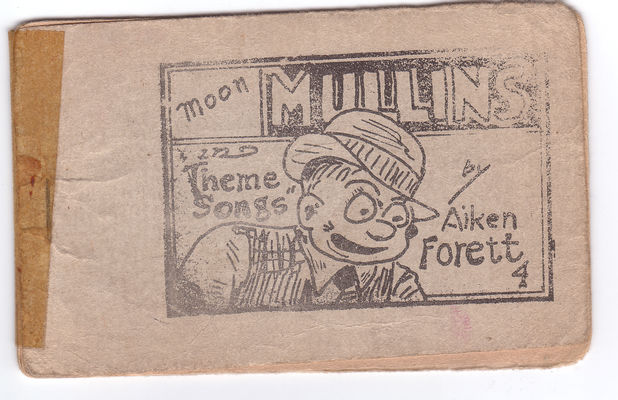 moon
MULLINS
in
"Theme
Songs"
by
Aiken
Forett
4